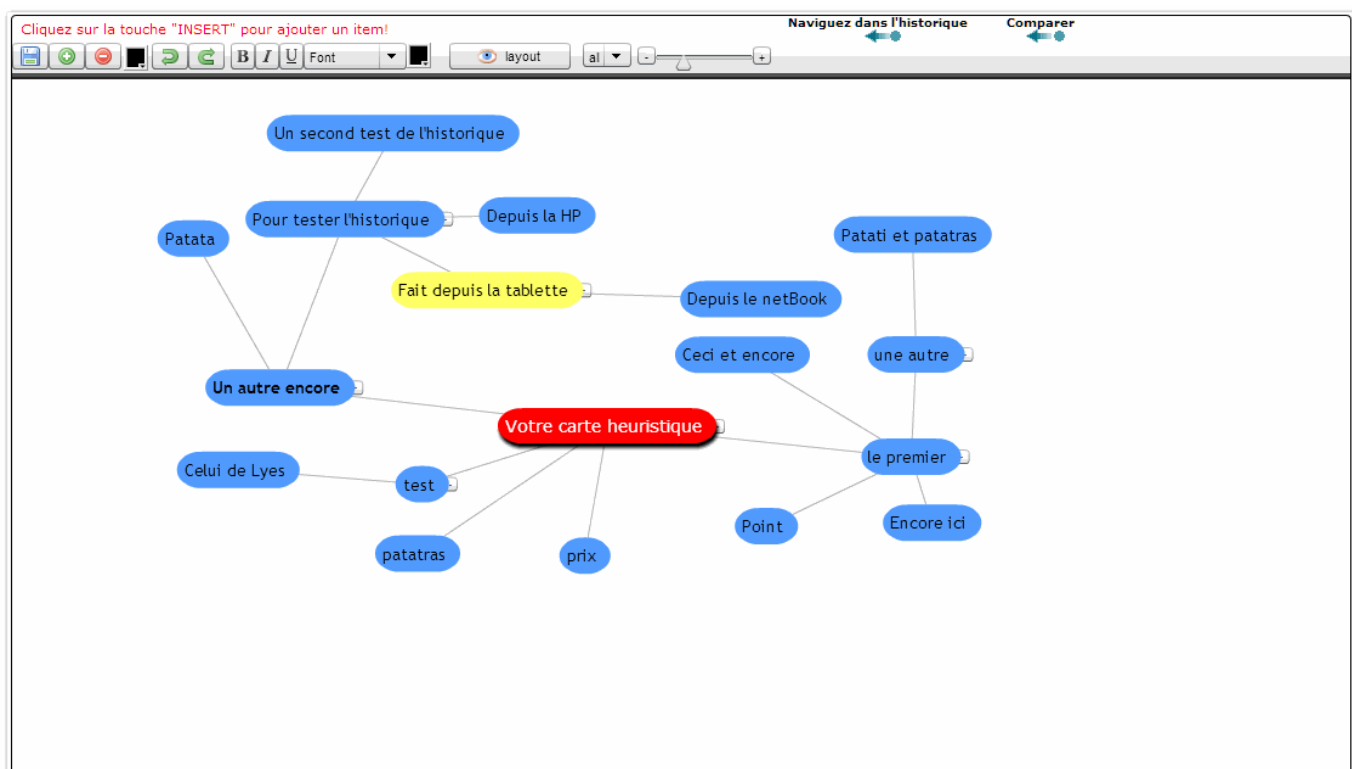 Cliquez sur la touche "INSERT" pour ajouter un item!
Naviguez dans l'historique
Comparer
B I U Font
layout
al
- +
Un second test de l'historique
Pour tester l'historique
Depuis la HP
Patata
Patati et patatras
Fait depuis la tablette
Depuis le netBook
Ceci et encore
une autre
Un autre encore
Votre carte heuristique
le premier
Celui de Lyes
test
Point
Encore ici
patatras
prix